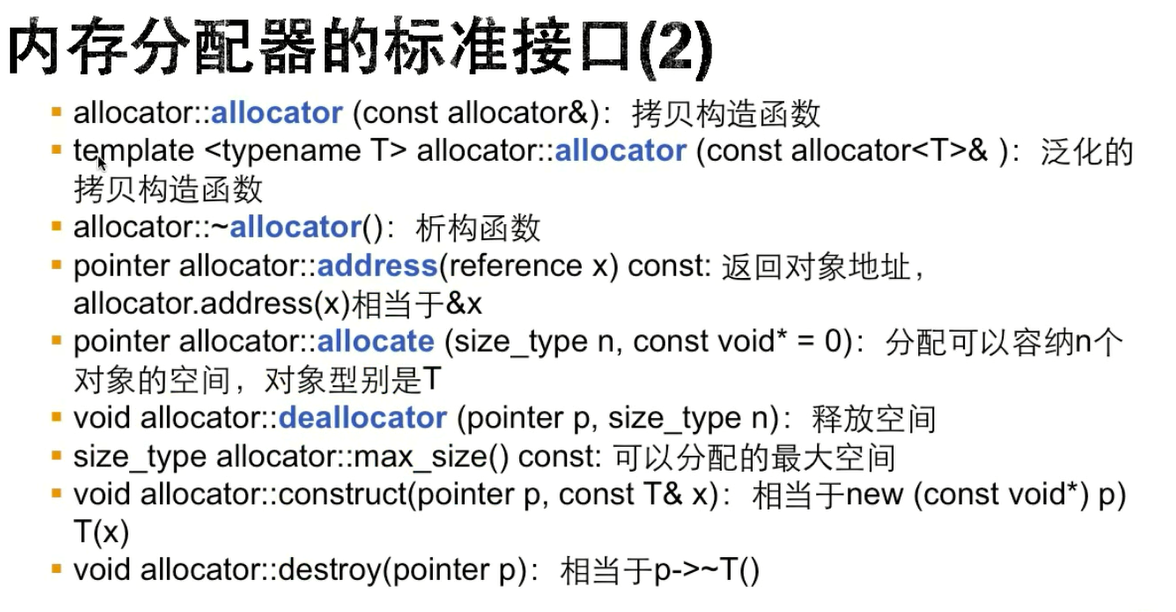 内存分配器的标准接口(2)
▪ allocator::allocator (const allocator&)：拷贝构造函数
▪ template <typename T> allocator::allocator (const allocator<T>& )：泛化的
拷贝构造函数
▪ allocator::~allocator()：析构函数
▪ pointer allocator::address(reference x) const: 返回对象地址，
allocator.address(x)相当于&x
▪ pointer allocator::allocate (size_type n, const void* = 0)：分配可以容纳n个
对象的空间，对象型别是T
▪ void allocator::deallocator (pointer p, size_type n)：释放空间
▪ size_type allocator::max_size() const: 可以分配的最大空间
▪ void allocator::construct(pointer p, const T& x)：相当于new (const void*) p)
T(x)
▪ void allocator::destroy(pointer p)：相当于p->~T()